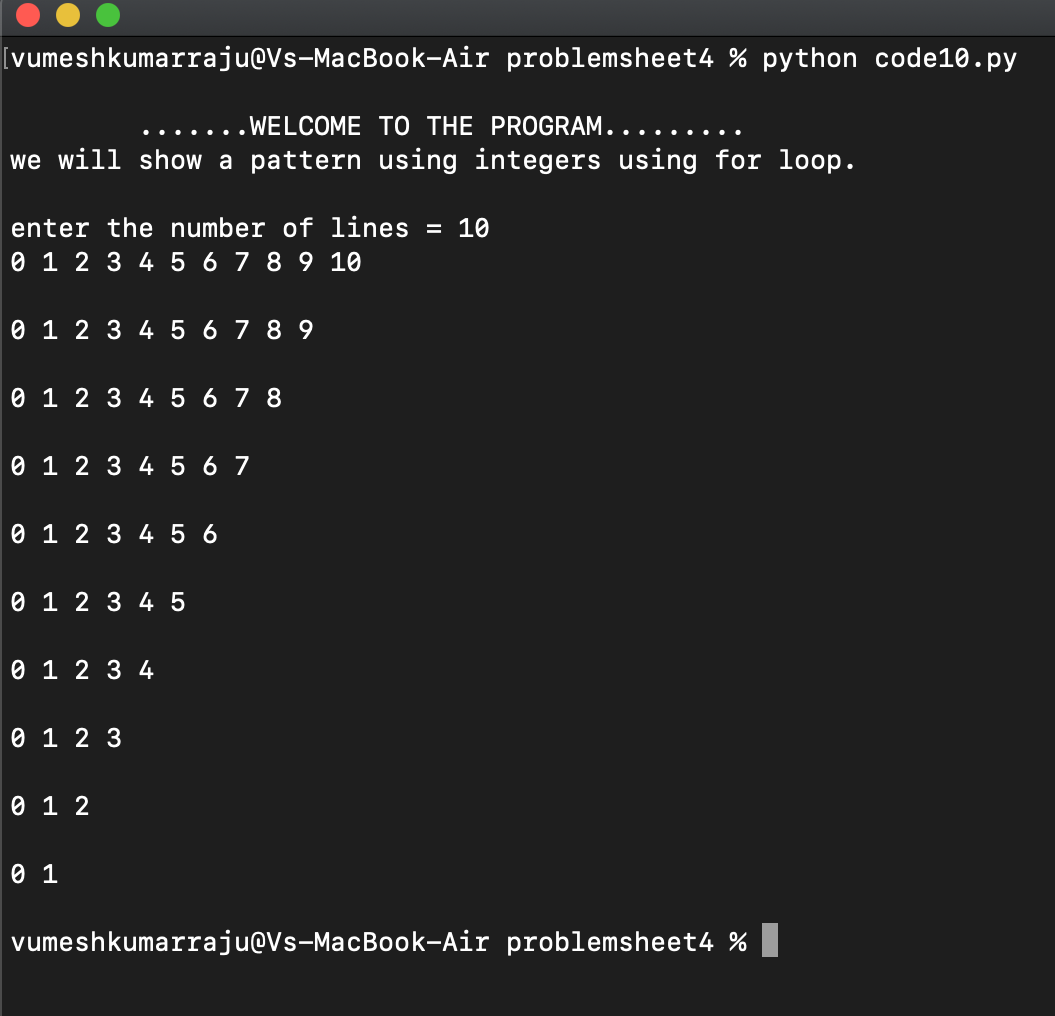 [vumeshkumarraju@Vs-MacBook-Air problemsheet4 % python code10.py
.......WELCOME TO THE PROGRAM.........
we will show a pattern using integers using for loop.
enter the number of lines = 10
0 1 2 3 4 5 6 7 8 9 10
0 1 2 3 4 5 6 7 8 9
0 1 2 3 4 5 6 7 8
0 1 2 3 4 5 6 7
0 1 2 3 4 5 6
0 1 2 3 4 5
0 1 2 3 4
0 1 2 3
0 1 2
0 1
vumeshkumarraju@Vs-MacBook-Air problemsheet4 %